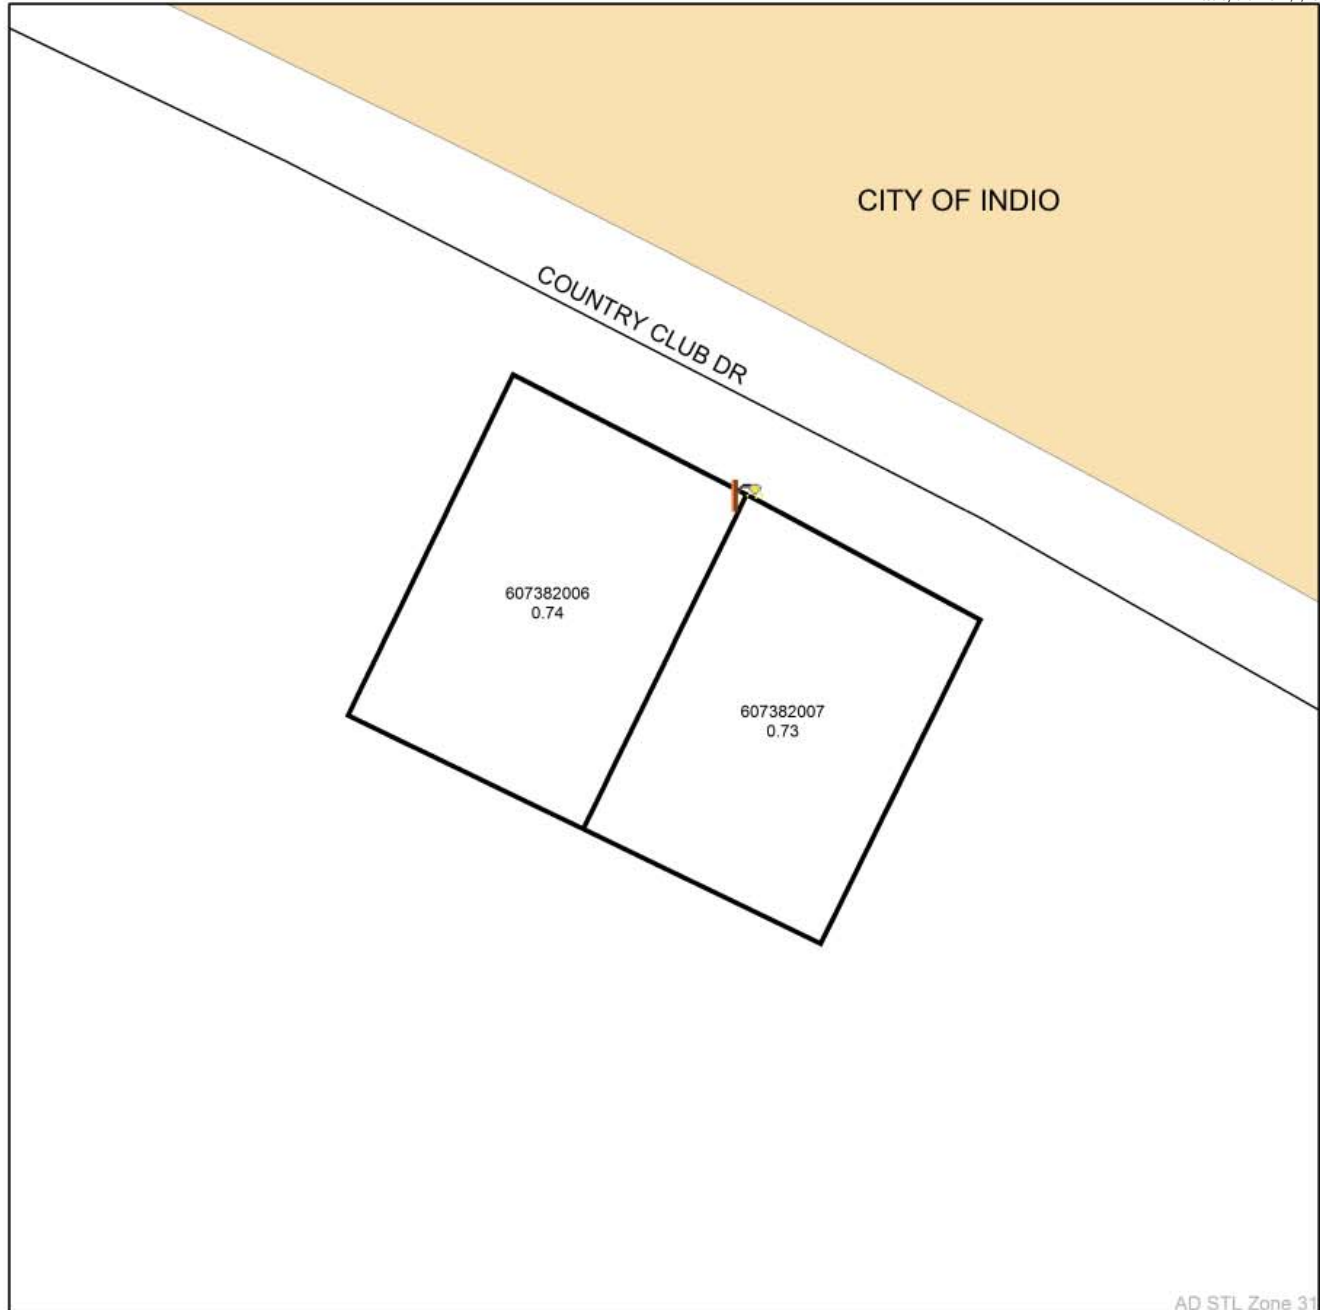 CITY OF INDIO
COUNTRY CLUB DR
607382006
0.74
607382007
0.73
AD STL Zone 31